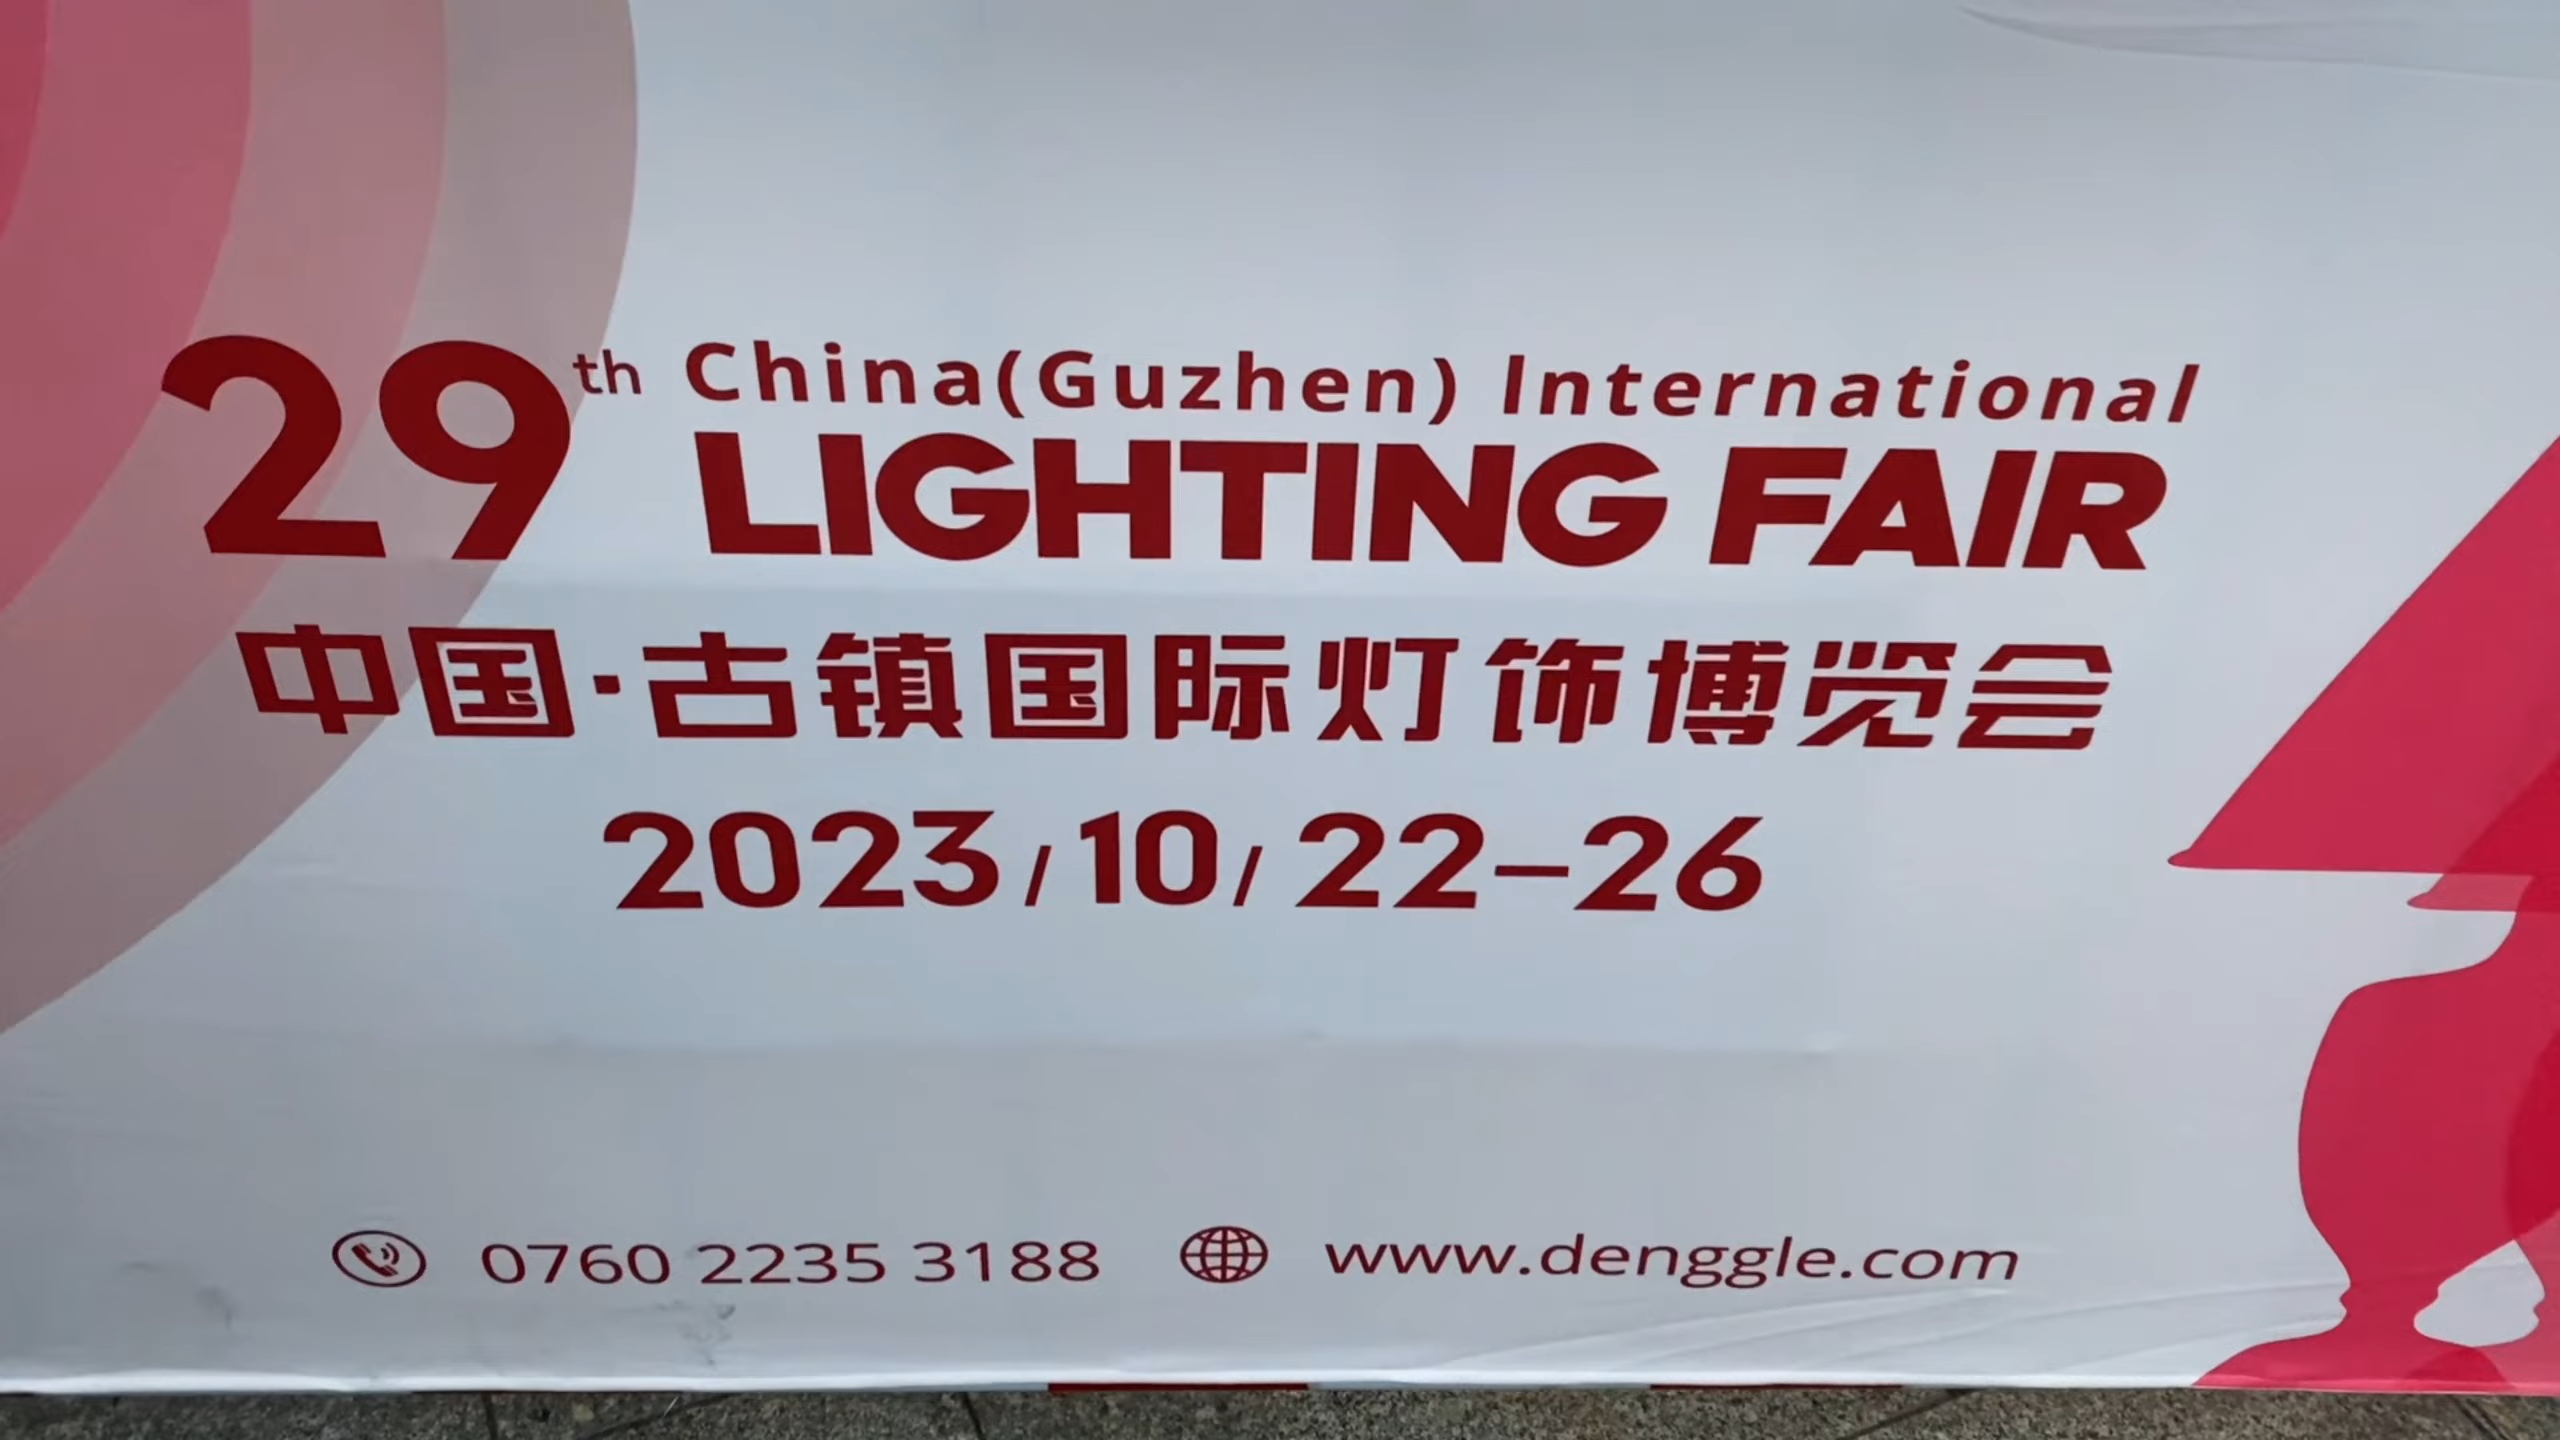 29th China(Guzhen) International
LIGHTING FAIR
中国·古镇国际灯饰博览会
2023/10/22-26
0760 2235 3188 www.denggle.com